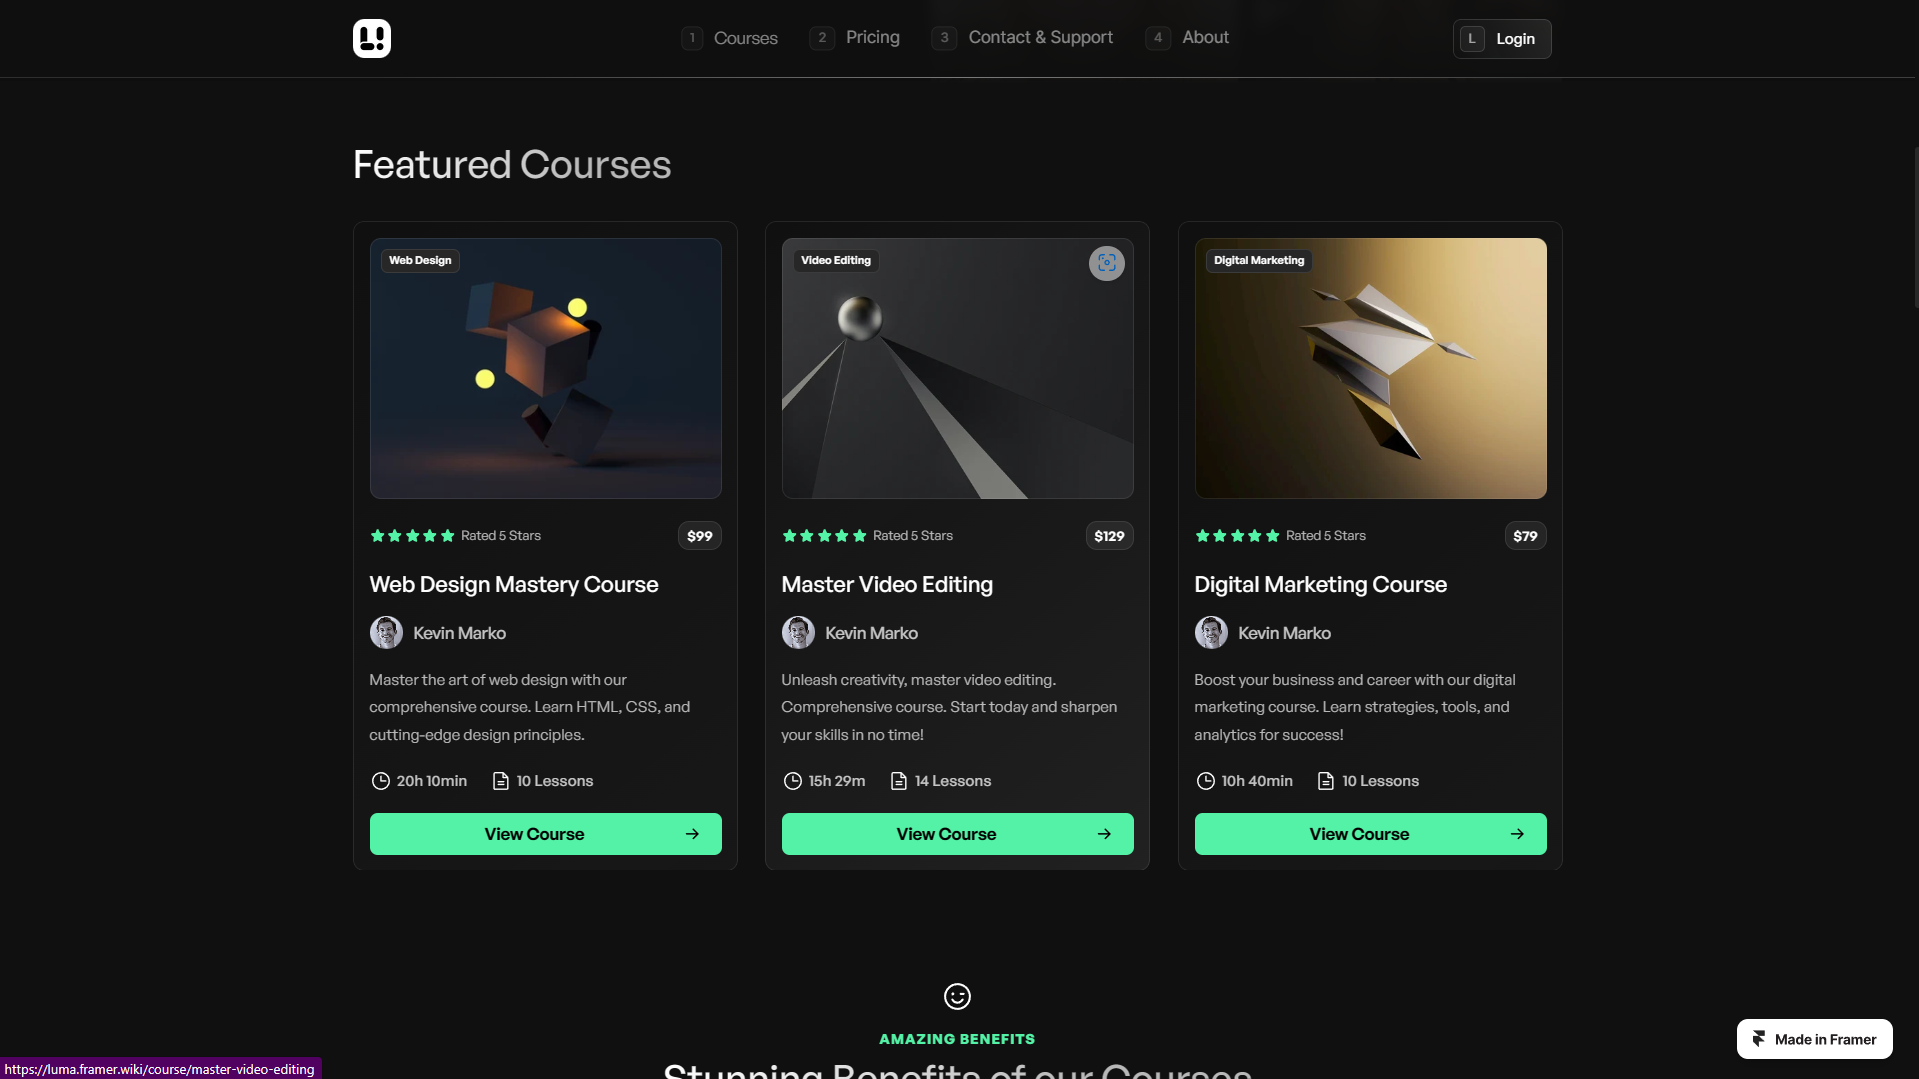 1 Courses 2 Pricing 3 Contact & Support 4 About L Login
Featured Courses
Web Design
Rated 5 Stars $99
Web Design Mastery Course
Kevin Marko
Master the art of web design with our
comprehensive course. Learn HTML, CSS, and
cutting-edge design principles.
20h 10min 10 Lessons
View Course
Video Editing
Rated 5 Stars $129
Master Video Editing
Kevin Marko
Unleash creativity, master video editing.
Comprehensive course. Start today and sharpen
your skills in no time!
15h 29m 14 Lessons
View Course
Digital Marketing
Rated 5 Stars $79
Digital Marketing Course
Kevin Marko
Boost your business and career with our digital
marketing course. Learn strategies, tools, and
analytics for success!
10h 40min 10 Lessons
View Course
AMAZING BENEFITS
Stunning Benefits of our Courses
Made in Framer
https://luma.framer.wiki/course/master-video-editing